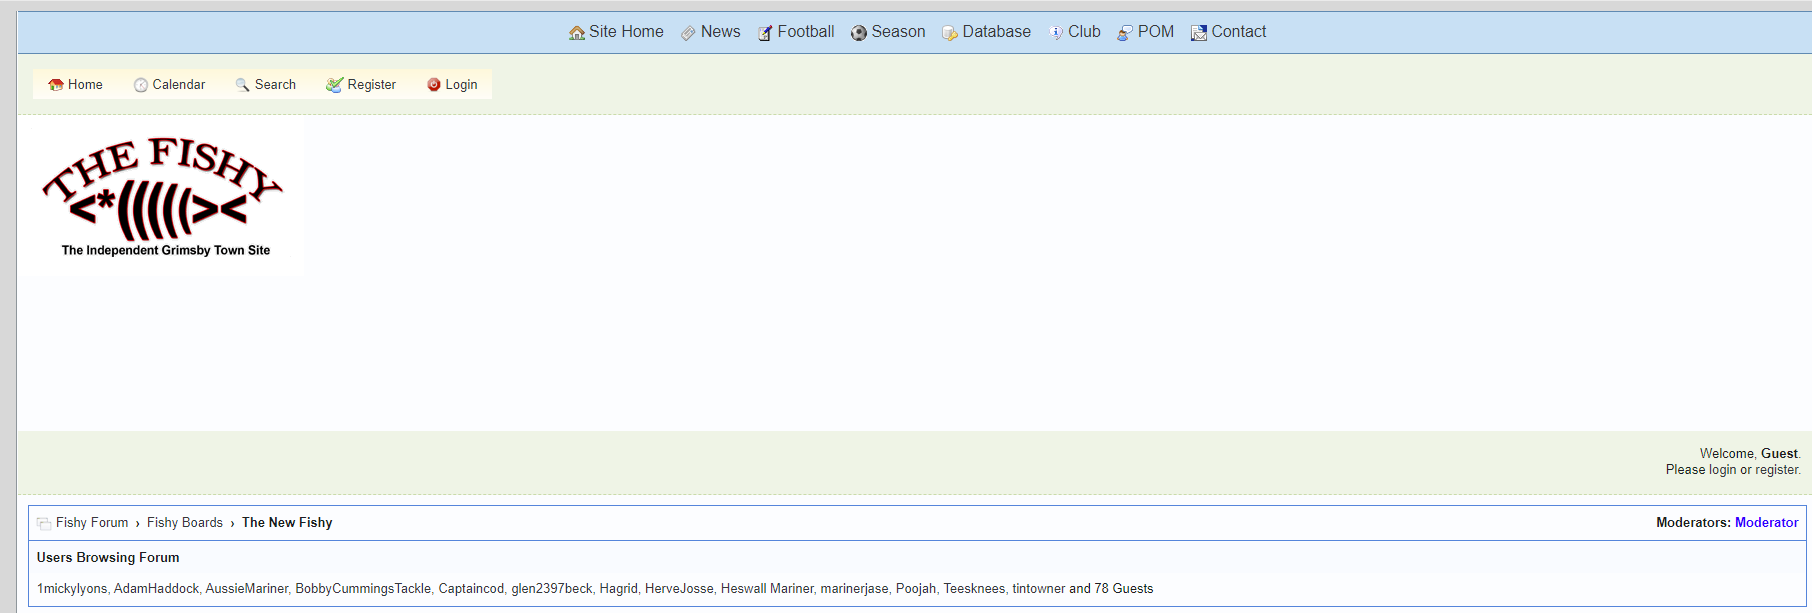 Site Home News Football Season Database Club POM Contact
Home Calendar Search Register Login
THE FISHY
<*(((((><
The Independent Grimsby Town Site
Welcome, Guest.
Please login or register.
Fishy Forum › Fishy Boards › The New Fishy Moderators: Moderator
Users Browsing Forum
1mickylyons, AdamHaddock, AussieMariner, BobbyCummingsTackle, Captaincod, glen2397beck, Hagrid, HerveJosse, Heswall Mariner, marinerjase, Poojah, Teesknees, tintowner and 78 Guests